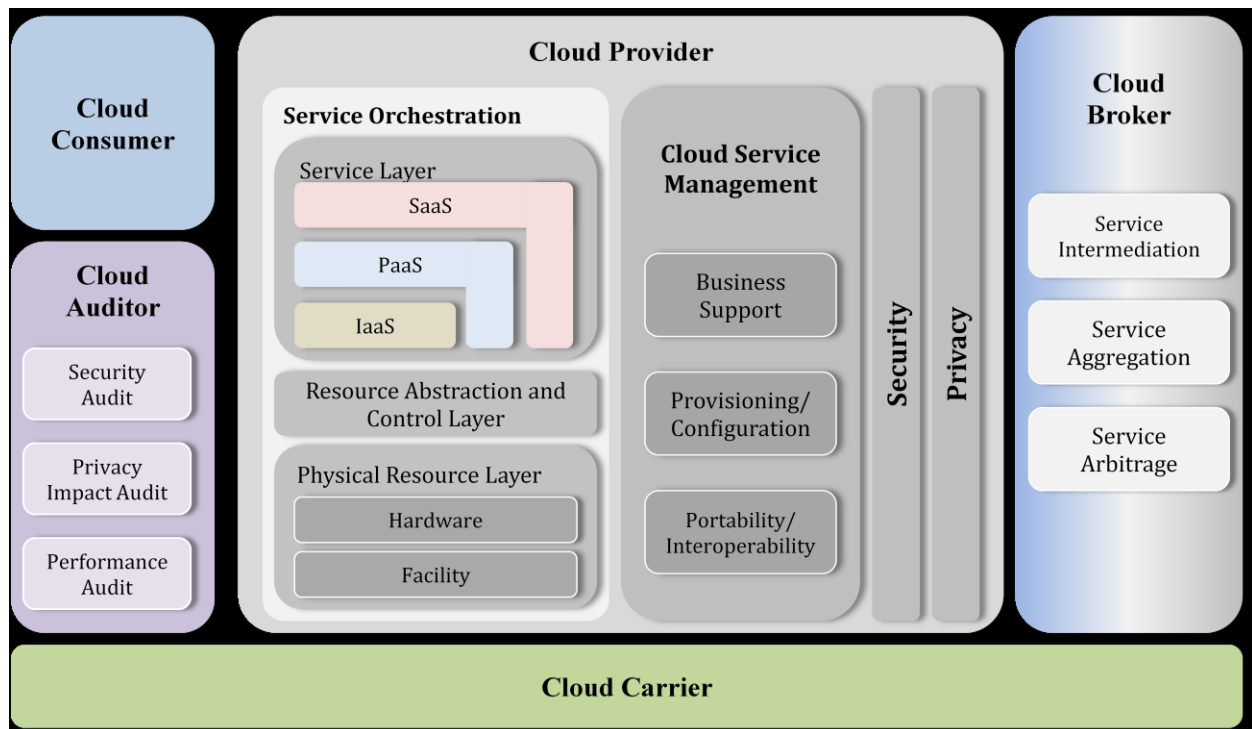 Cloud
Consumer
Cloud
Auditor
Security
Audit
Privacy
Impact Audit
Performance
Audit
Cloud Provider
Service Orchestration
Service Layer
SaaS
PaaS
IaaS
Resource Abstraction and
Control Layer
Physical Resource Layer
Hardware
Facility
Cloud Service
Management
Business
Support
Provisioning/
Configuration
Portability/
Interoperability
Security
Privacy
Cloud
Broker
Service
Intermediation
Service
Aggregation
Service
Arbitrage
Cloud Carrier